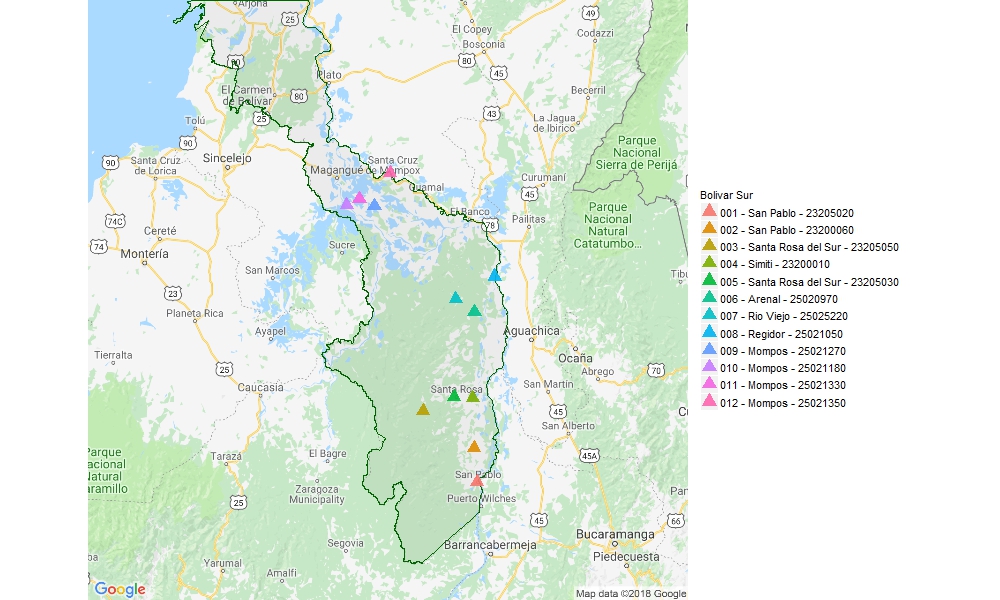 Arjona
25
49
El Copey
Codazzi
Bosconia
90
80
45
Plato
El Carmen
de Bolívar
80
Becerril
43
25
La Jagua
de Ibirico
Tolú
90
Parque
Nacional
Sierra de Perijá
90
Santa Cruz
de Lorica
Sincelejo
Santa Cruz
de Mompox
Magangué
Curumaní
Guamal
45
El Banco
78
Pailitas
Parque
Nacional
Natural
Catatumbo...
74C
Cereté
74
Montería
Sucre
San Marcos
Tibú
23
Planeta Rica
Ayapel
Aguachica
Tierralta
Ocaña
Abrego
25
70
Caucasia
Santa Rosa
San Martín
45
San Alberto
Tarazá
El Bagre
45A
Parque
Nacional
Natural
Paramillo
San Pablo
Zaragoza
Municipality
Puerto Wilches
25
45
66
Bucaramanga
Segovia
Barrancabermeja
Piedecuesta
Yarumal
Amalfi
Google
Map data ©2018 Google
Bolivar Sur
001 - San Pablo - 23205020
002 - San Pablo - 23200060
003 - Santa Rosa del Sur - 23205050
004 - Simiti - 23200010
005 - Santa Rosa del Sur - 23205030
006 - Arenal - 25020970
007 - Rio Viejo - 25025220
008 - Regidor - 25021050
009 - Mompos - 25021270
010 - Mompos - 25021180
011 - Mompos - 25021330
012 - Mompos - 25021350